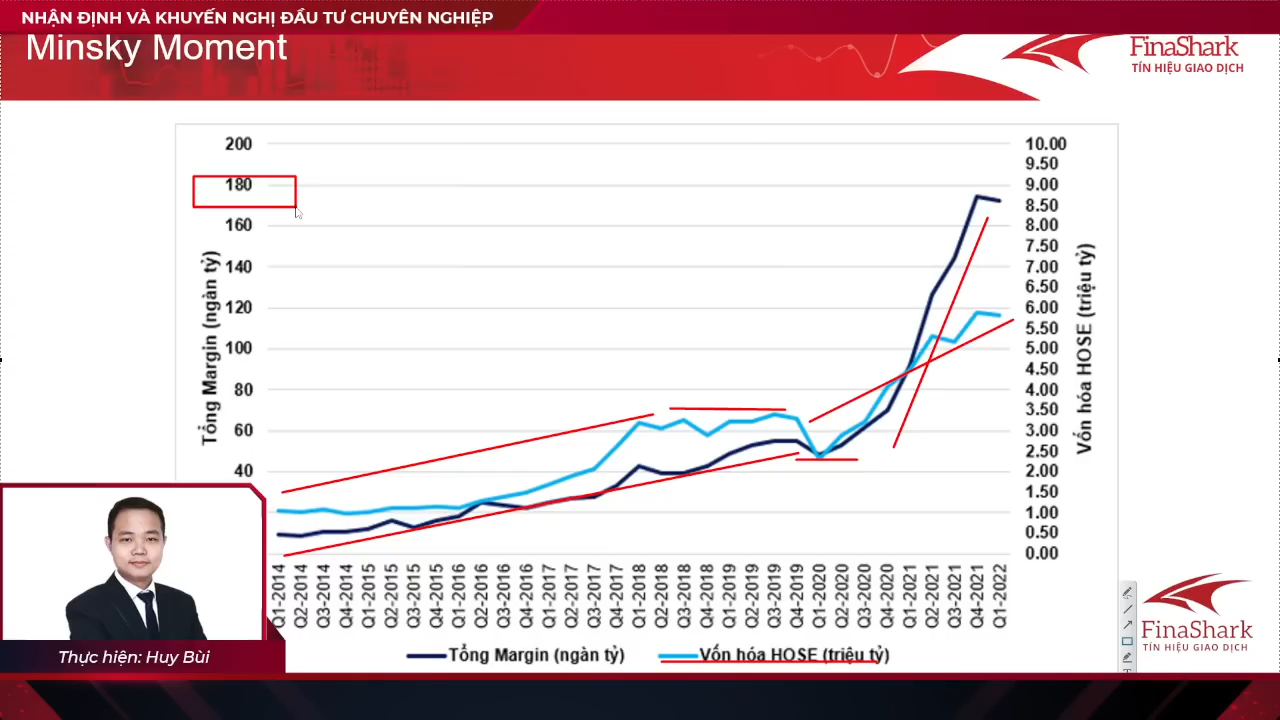 NHẬN ĐỊNH VÀ KHUYẾN NGHỊ ĐẦU TƯ CHUYÊN NGHIỆP
Minsky Moment
FinaShark
TÍN HIỆU GIAO DỊCH
200
180
160
140
120
100
80
60
40
Tổng Margin (ngàn tỷ)
10.00
9.50
9.00
8.50
8.00
7.50
7.00
6.50
6.00
5.50
5.00
4.50
4.00
3.50
3.00
2.50
2.00
1.50
1.00
0.50
0.00
Vốn hóa HOSE (triệu tỷ)
Q1-2014
Q2-2014
Q3-2014
Q4-2014
Q1-2015
Q2-2015
Q3-2015
Q4-2015
Q1-2016
Q2-2016
Q3-2016
Q4-2016
Q1-2017
Q2-2017
Q3-2017
Q4-2017
Q1-2018
Q2-2018
Q3-2018
Q4-2018
Q1-2019
Q2-2019
Q3-2019
Q4-2019
Q1-2020
Q2-2020
Q3-2020
Q4-2020
Q1-2021
Q2-2021
Q3-2021
Q4-2021
Q1-2022
Tổng Margin (ngàn tỷ)
Vốn hóa HOSE (triệu tỷ)
Thực hiện: Huy Bùi
FinaShark
TÍN HIỆU GIAO DỊCH